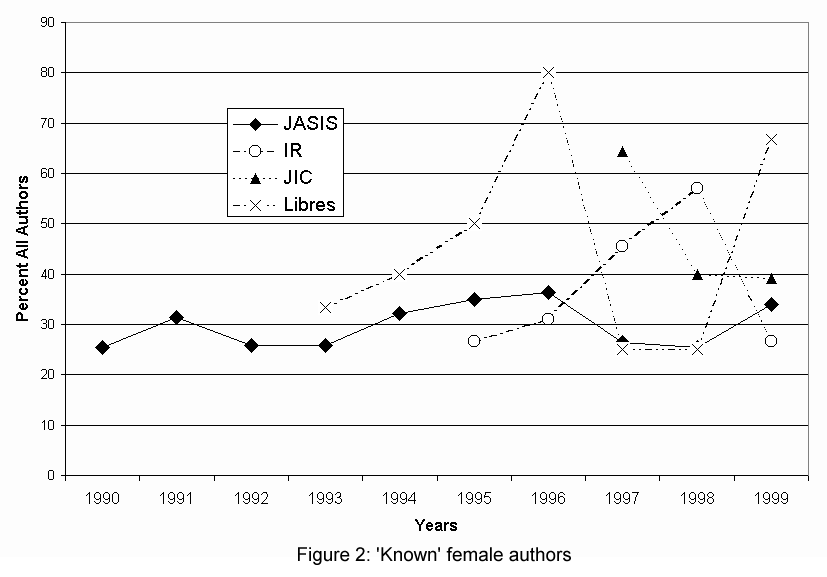 90
80
70
60
50
40
30
20
10
0
Percent All Authors
JASIS
IR
JIC
Libres
1990 1991 1992 1993 1994 1995 1996 1997 1998 1999
Years
Figure 2: 'Known' female authors